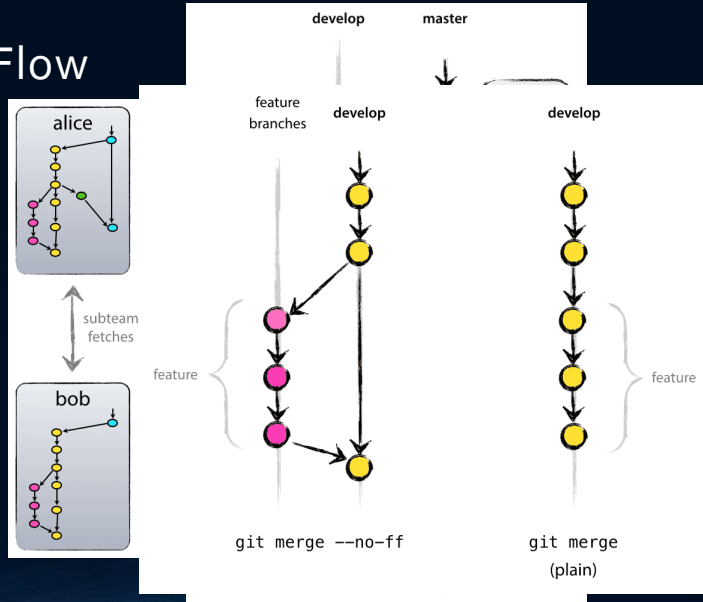 Flow
develop
master
alice
subteam
fetches
bob
feature
branches
develop
develop
feature
feature
git merge --no-ff
git merge
(plain)